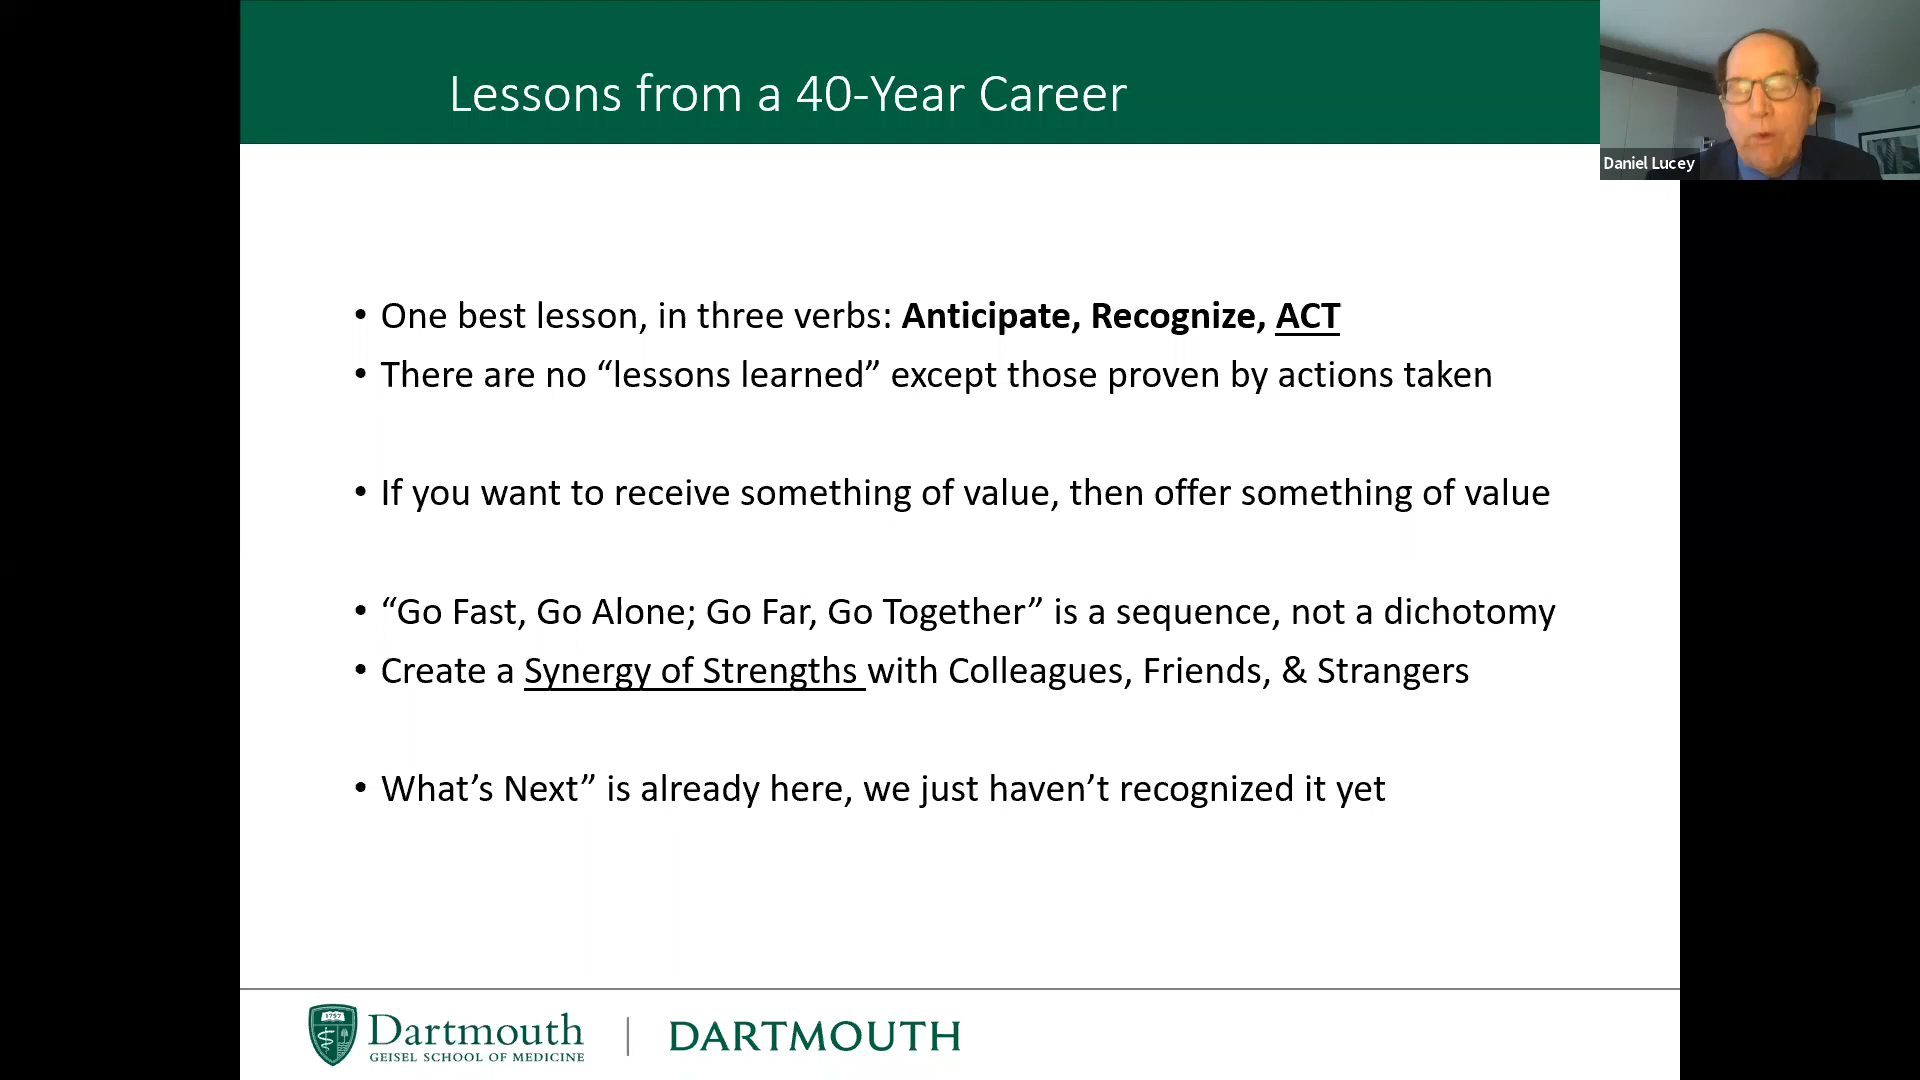 Lessons from a 40-Year Career
Daniel Lucey
• One best lesson, in three verbs: Anticipate, Recognize, ACT
• There are no “lessons learned” except those proven by actions taken
• If you want to receive something of value, then offer something of value
• “Go Fast, Go Alone; Go Far, Go Together” is a sequence, not a dichotomy
• Create a Synergy of Strengths with Colleagues, Friends, & Strangers
• What’s Next” is already here, we just haven’t recognized it yet
1797
Dartmouth
GEISEL SCHOOL OF MEDICINE
DARTMOUTH